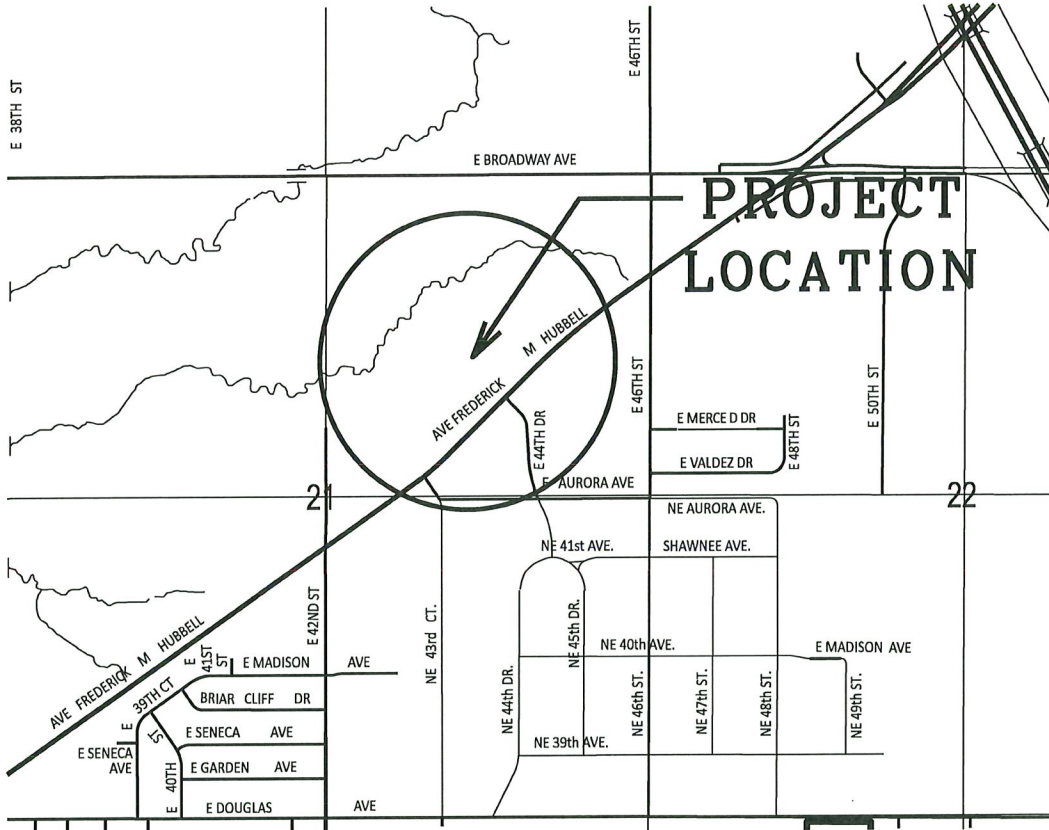 E 38TH ST
E 46TH ST
E BROADWAY AVE
PROJECT
LOCATION
AVE FREDERICK M HUBBELL
E 46TH ST
E 50TH ST
E 44TH DR
E MERCE D DR
E 48TH ST
E VALDEZ DR
E AURORA AVE
21
22
NE AURORA AVE.
NE 41st AVE.
SHAWNEE AVE.
E 42ND ST
NE 43rd CT.
NE 45th DR.
NE 40th AVE.
E MADISON AVE
AVE FREDERICK M HUBBELL
E 41ST ST
E MADISON AVE
E 39TH CT
BRIAR CLIFF DR
NE 44th DR.
NE 46th ST.
NE 47th ST.
NE 48th ST.
NE 49th ST.
E SENECA AVE
E SENECA AVE
NE 39th AVE.
E 40TH ST
E GARDEN AVE
E DOUGLAS AVE